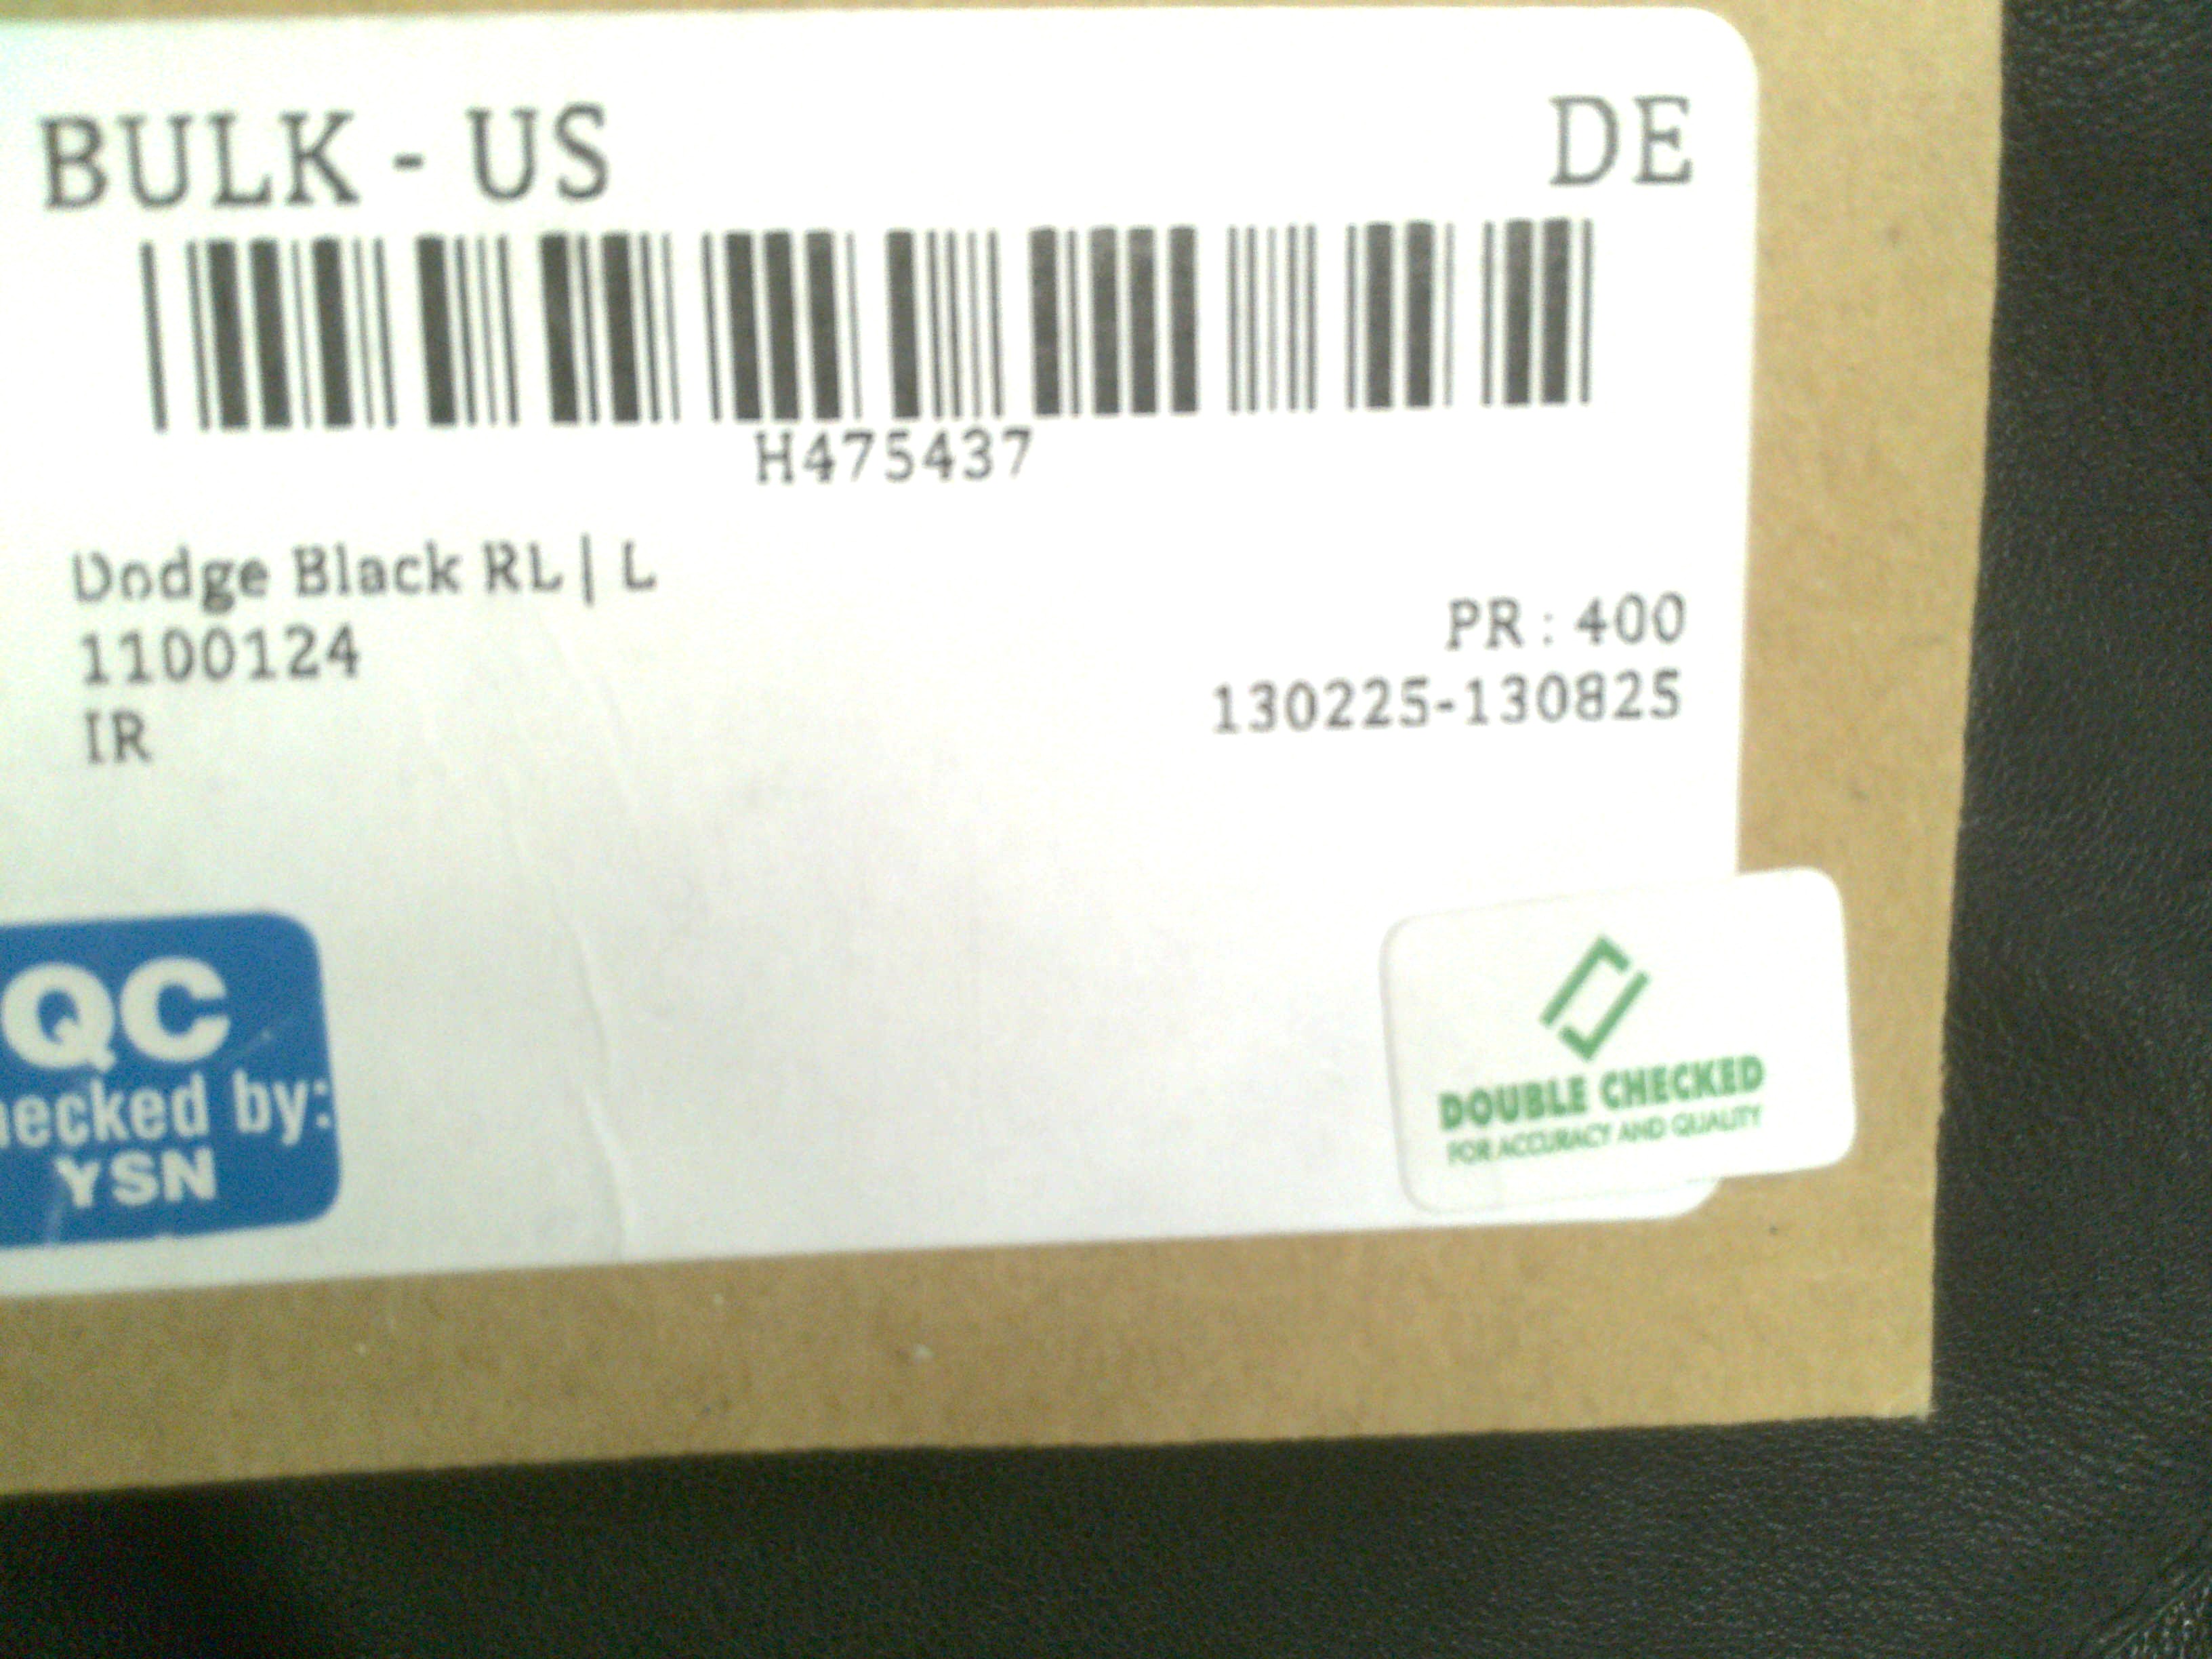 BULK - US DE
H475437
Dodge Black RL | L
1100124
PR : 400
IR
130225-130825
QC
hecked by:
YSN
DOUBLE CHECKED
FOR ACCURACY AND QUALITY